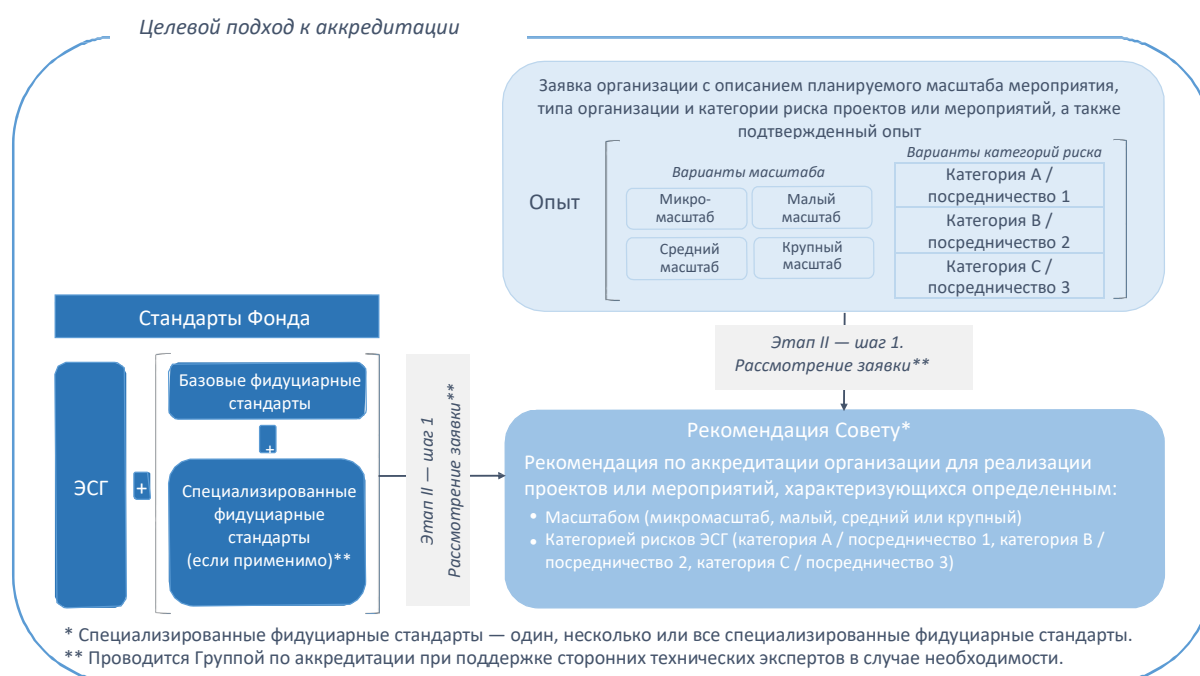 Целевой подход к аккредитации
Заявка организации с описанием планируемого масштаба мероприятия,
типа организации и категории риска проектов или мероприятий, а также
подтвержденный опыт
Опыт
Варианты масштаба
Микро-
масштаб
Малый
масштаб
Средний
масштаб
Крупный
масштаб
Варианты категорий риска
Категория A /
посредничество 1
Категория B /
посредничество 2
Категория C /
посредничество 3
Стандарты Фонда
ЭСГ
+
Базовые фидуциарные
стандарты
+
Специализированные
фидуциарные
стандарты
(если применимо)**
Этап II — шаг 1
Рассмотрение заявки**
Этап II — шаг 1.
Рассмотрение заявки**
Рекомендация Совету*
Рекомендация по аккредитации организации для реализации
проектов или мероприятий, характеризующихся определенным:
• Масштабом (микромасштаб, малый, средний или крупный)
• Категорией рисков ЭСГ (категория A / посредничество 1, категория B /
посредничество 2, категория C / посредничество 3)
* Специализированные фидуциарные стандарты — один, несколько или все специализированные фидуциарные стандарты.
** Проводится Группой по аккредитации при поддержке сторонних технических экспертов в случае необходимости.